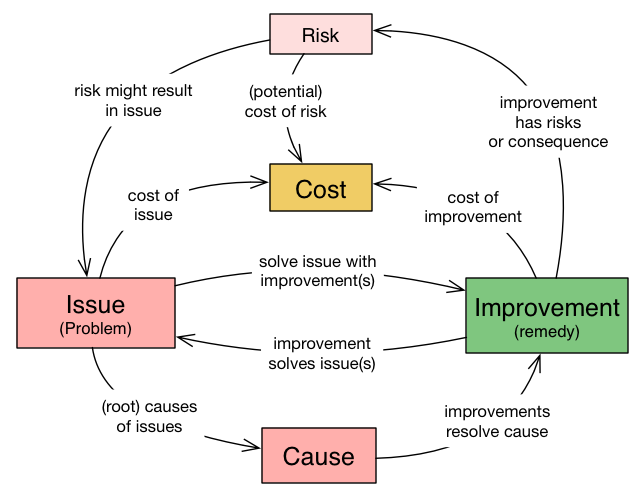 Risk
risk might result
in issue
(potential)
cost of risk
improvement
has risks
or consequence
Cost
cost of
issue
cost of
improvement
solve issue with
improvement(s)
Issue
(Problem)
Improvement
(remedy)
improvement
solves issue(s)
(root) causes
of issues
improvements
resolve cause
Cause